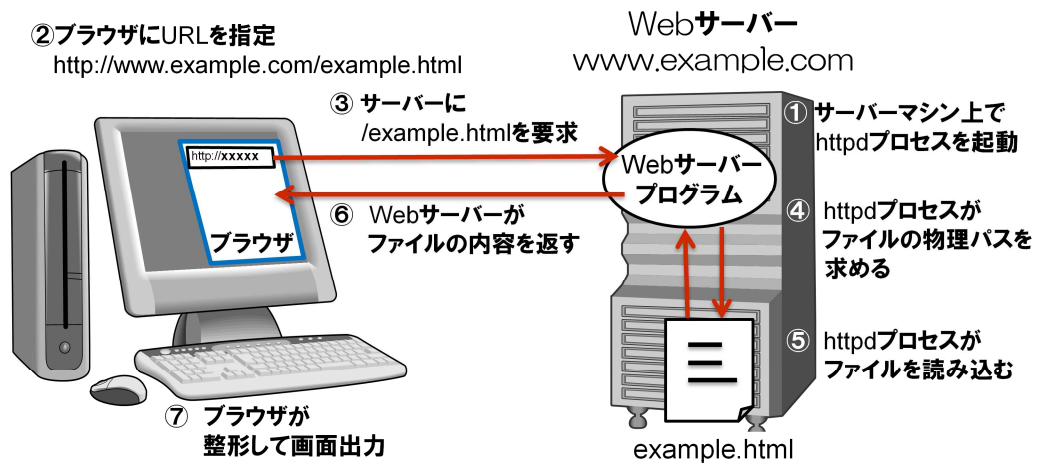 ②ブラウザにURLを指定
http://www.example.com/example.html
Webサーバー
www.example.com
③ サーバーに
/example.htmlを要求
① サーバーマシン上で
httpdプロセスを起動
http://xxxxx
Webサーバー
プログラム
ブラウザ
⑥ Webサーバーが
ファイルの内容を返す
④ httpdプロセスが
ファイルの物理パスを
求める
⑤ httpdプロセスが
ファイルを読み込む
⑦ ブラウザが
整形して画面出力
example.html